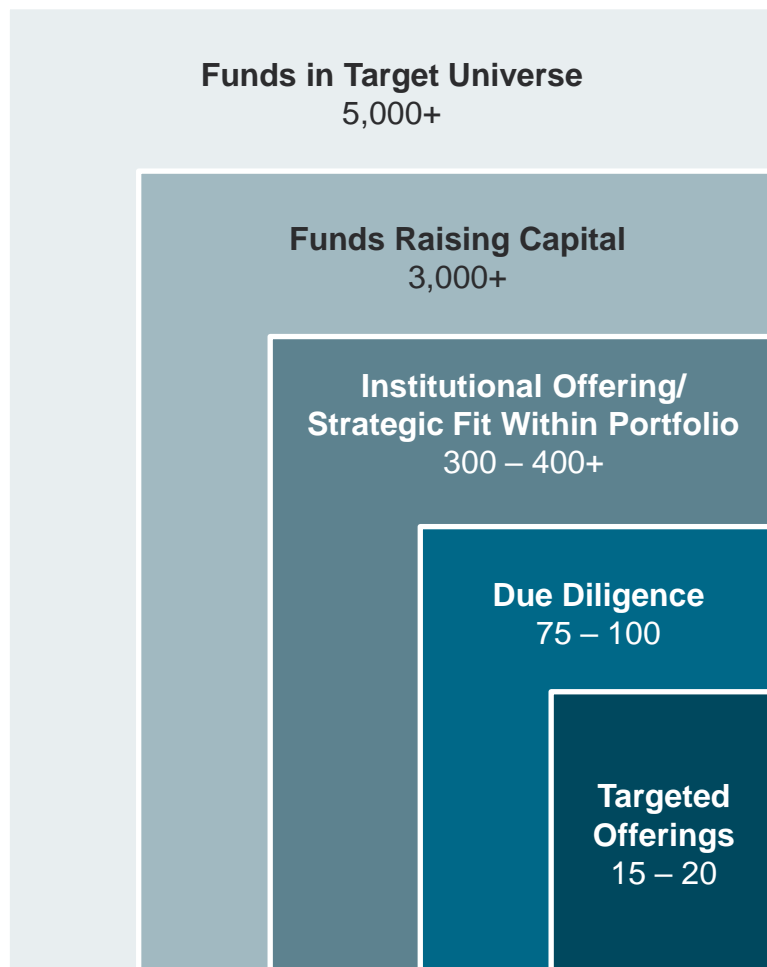 Funds in Target Universe
5,000+
Funds Raising Capital
3,000+
Institutional Offering/
Strategic Fit Within Portfolio
300 – 400+
Due Diligence
75 – 100
Targeted
Offerings
15 – 20